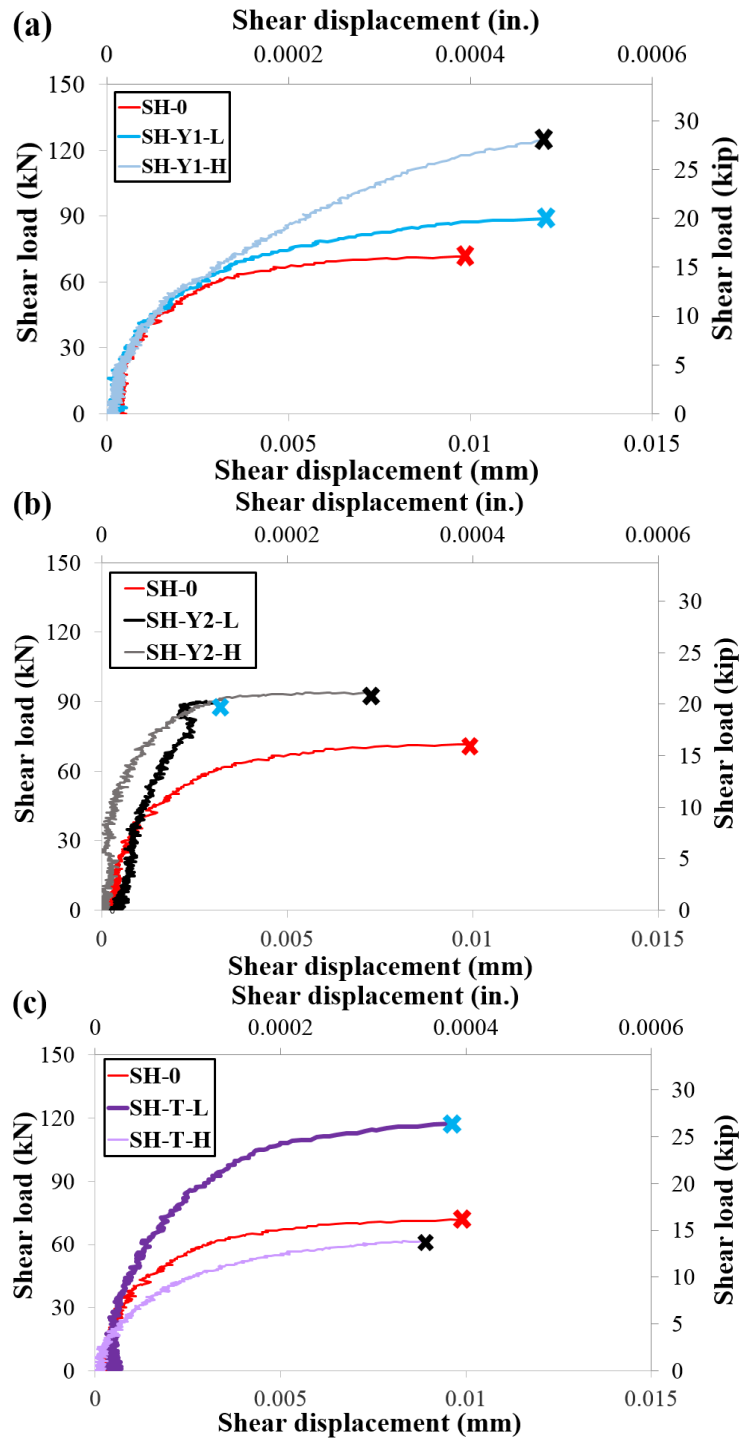 (a)
Shear displacement (in.)
0 0.0002 0.0004 0.0006
150
120
90
60
30
0
Shear load (kN)
SH-0
SH-Y1-L
SH-Y1-H
30
25
20
15
10
5
0
Shear load (kip)
0 0.005 0.01 0.015
Shear displacement (mm)
(b)
Shear displacement (in.)
0 0.0002 0.0004 0.0006
150
120
90
60
30
0
Shear load (kN)
SH-0
SH-Y2-L
SH-Y2-H
30
25
20
15
10
5
0
Shear load (kip)
0 0.005 0.01 0.015
Shear displacement (mm)
(c)
Shear displacement (in.)
0 0.0002 0.0004 0.0006
150
120
90
60
30
0
Shear load (kN)
SH-0
SH-T-L
SH-T-H
30
25
20
15
10
5
0
Shear load (kip)
0 0.005 0.01 0.015
Shear displacement (mm)